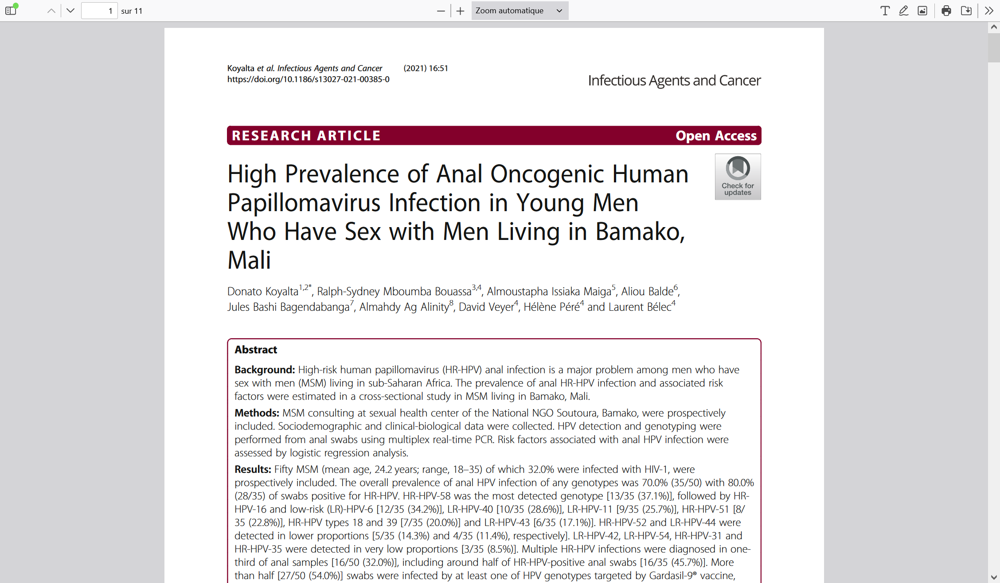 1 sur 11 Zoom automatique
Koyalta et al. Infectious Agents and Cancer (2021) 16:51
https://doi.org/10.1186/s13027-021-00385-0
Infectious Agents and Cancer
RESEARCH ARTICLE Open Access
Check for
updates
High Prevalence of Anal Oncogenic Human
Papillomavirus Infection in Young Men
Who Have Sex with Men Living in Bamako,
Mali
Donato Koyalta1,2*, Ralph-Sydney Mboumba Bouassa3,4, Almoustapha Issiaka Maiga5, Aliou Balde6,
Jules Bashi Bagendabanga7, Almahdy Ag Alinity8, David Veyer4, Hélène Péré4 and Laurent Bélec4
Abstract
Background: High-risk human papillomavirus (HR-HPV) anal infection is a major problem among men who have
sex with men (MSM) living in sub-Saharan Africa. The prevalence of anal HR-HPV infection and associated risk
factors were estimated in a cross-sectional study in MSM living in Bamako, Mali.
Methods: MSM consulting at sexual health center of the National NGO Soutoura, Bamako, were prospectively
included. Sociodemographic and clinical-biological data were collected. HPV detection and genotyping were
performed from anal swabs using multiplex real-time PCR. Risk factors associated with anal HPV infection were
assessed by logistic regression analysis.
Results: Fifty MSM (mean age, 24.2 years; range, 18–35) of which 32.0% were infected with HIV-1, were
prospectively included. The overall prevalence of anal HPV infection of any genotypes was 70.0% (35/50) with 80.0%
(28/35) of swabs positive for HR-HPV. HR-HPV-58 was the most detected genotype [13/35 (37.1%)], followed by HR-
HPV-16 and low-risk (LR)-HPV-6 [12/35 (34.2%)], LR-HPV-40 [10/35 (28.6%)], LR-HPV-11 [9/35 (25.7%)], HR-HPV-51 [8/
35 (22.8%)], HR-HPV types 18 and 39 [7/35 (20.0%)] and LR-HPV-43 [6/35 (17.1%)]. HR-HPV-52 and LR-HPV-44 were
detected in lower proportions [5/35 (14.3%) and 4/35 (11.4%), respectively]. LR-HPV-42, LR-HPV-54, HR-HPV-31 and
HR-HPV-35 were detected in very low proportions [3/35 (8.5%)]. Multiple HR-HPV infections were diagnosed in one-
third of anal samples [16/50 (32.0%)], including around half of HR-HPV-positive anal swabs [16/35 (45.7%)]. More
than half [27/50 (54.0%)] swabs were infected by at least one of HPV genotypes targeted by Gardasil-9® vaccine,